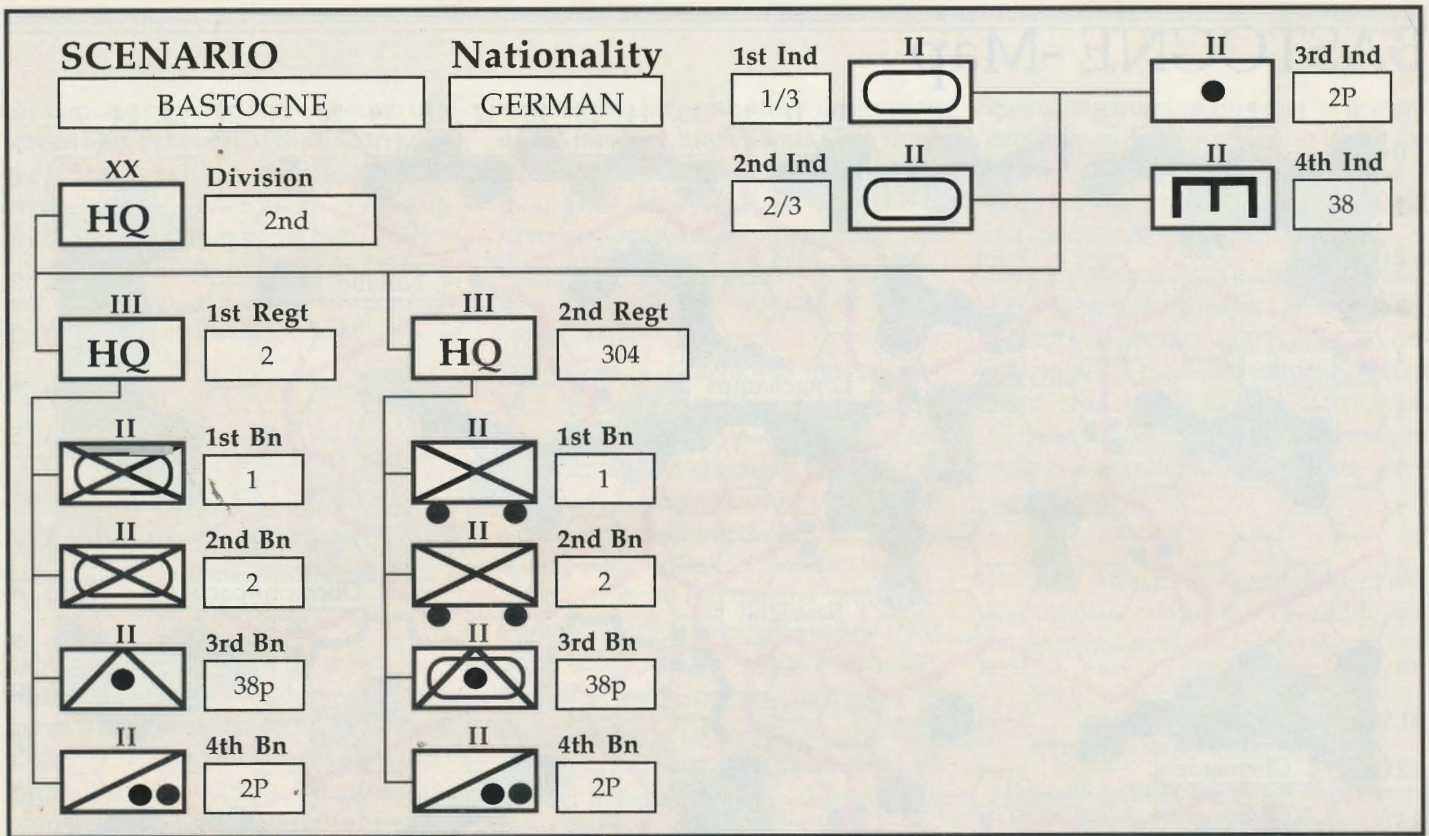 SCENARIO
BASTOGNE
Nationality
GERMAN
1st Ind
1/3
II
II
3rd Ind
2P
2nd Ind
2/3
II
II
4th Ind
38
XX
HQ
Division
2nd
III
HQ
1st Regt
2
III
HQ
2nd Regt
304
II
1st Bn
1
II
1st Bn
1
II
2nd Bn
2
II
2nd Bn
2
II
3rd Bn
38p
II
3rd Bn
38p
II
4th Bn
2P
II
4th Bn
2P